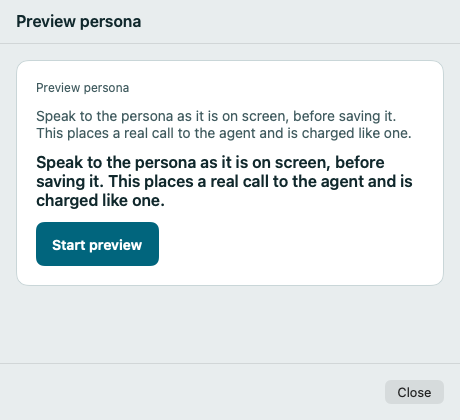 Preview persona
Preview persona
Speak to the persona as it is on screen, before saving it.
This places a real call to the agent and is charged like one.
Speak to the persona as it is on screen, before
saving it. This places a real call to the agent and is
charged like one.
Start preview
Close